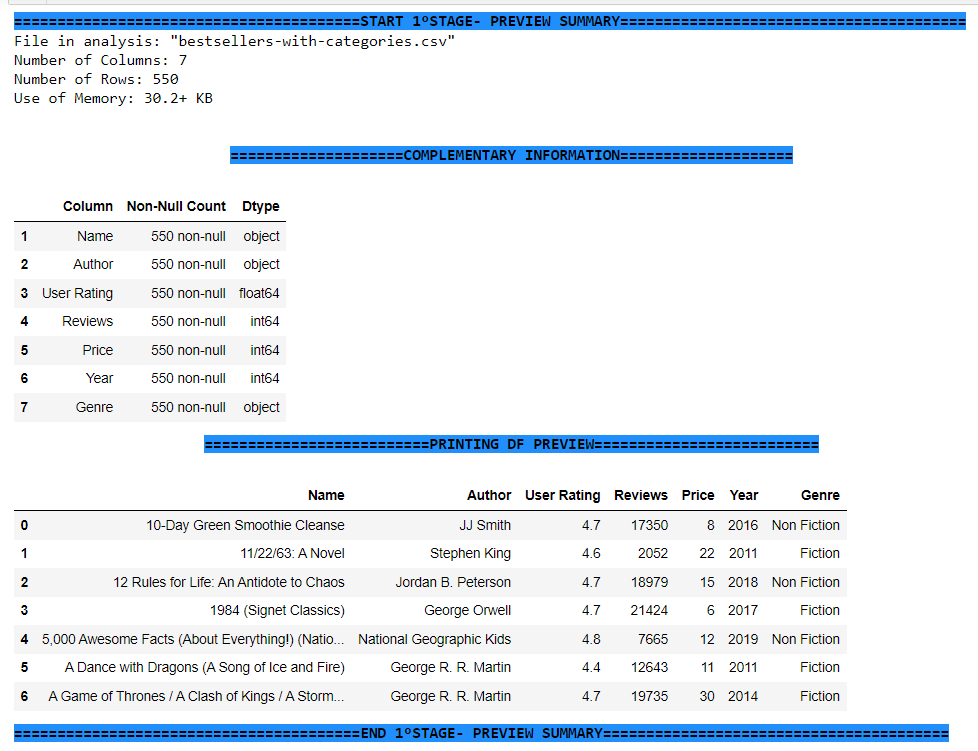 ========================================START 1ºSTAGE- PREVIEW SUMMARY========================================
File in analysis: "bestsellers-with-categories.csv"
Number of Columns: 7
Number of Rows: 550
Use of Memory: 30.2+ KB
====================COMPLEMENTARY INFORMATION====================
Column Non-Null Count Dtype
1 Name 550 non-null object
2 Author 550 non-null object
3 User Rating 550 non-null float64
4 Reviews 550 non-null int64
5 Price 550 non-null int64
6 Year 550 non-null int64
7 Genre 550 non-null object
==========================PRINTING DF PREVIEW==========================
Name Author User Rating Reviews Price Year Genre
0 10-Day Green Smoothie Cleanse JJ Smith 4.7 17350 8 2016 Non Fiction
1 11/22/63: A Novel Stephen King 4.6 2052 22 2011 Fiction
2 12 Rules for Life: An Antidote to Chaos Jordan B. Peterson 4.7 18979 15 2018 Non Fiction
3 1984 (Signet Classics) George Orwell 4.7 21424 6 2017 Fiction
4 5,000 Awesome Facts (About Everything!) (Natio... National Geographic Kids 4.8 7665 12 2019 Non Fiction
5 A Dance with Dragons (A Song of Ice and Fire) George R. R. Martin 4.4 12643 11 2011 Fiction
6 A Game of Thrones / A Clash of Kings / A Storm... George R. R. Martin 4.7 19735 30 2014 Fiction
========================================END 1ºSTAGE- PREVIEW SUMMARY========================================